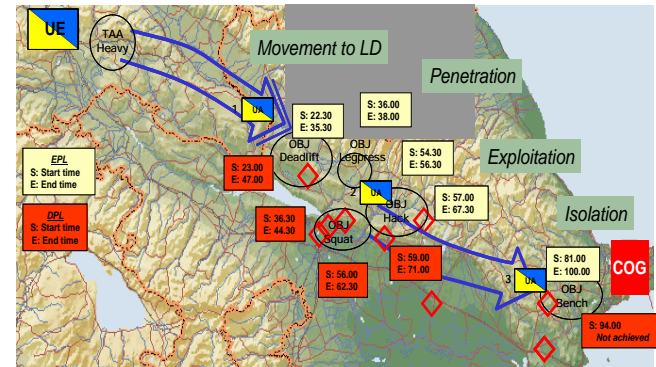 UE
TAA
Heavy
Movement to LD
Penetration
Exploitation
Isolation
1
UA
S: 22.30
E: 35.30
S: 36.00
E: 38.00
OBJ
Deadlift
OBJ
Legpress
S: 54.30
E: 56.30
EPL
S: Start time
E: End time
DPL
S: Start time
E: End time
S: 23.00
E: 47.00
2
UA
OBJ
Hack
S: 57.00
E: 67.30
S: 36.30
E: 44.30
OBJ
Squat
S: 56.00
E: 62.30
S: 59.00
E: 71.00
S: 81.00
E: 100.00
COG
3
UA
OBJ
Bench
S: 94.00
Not achieved